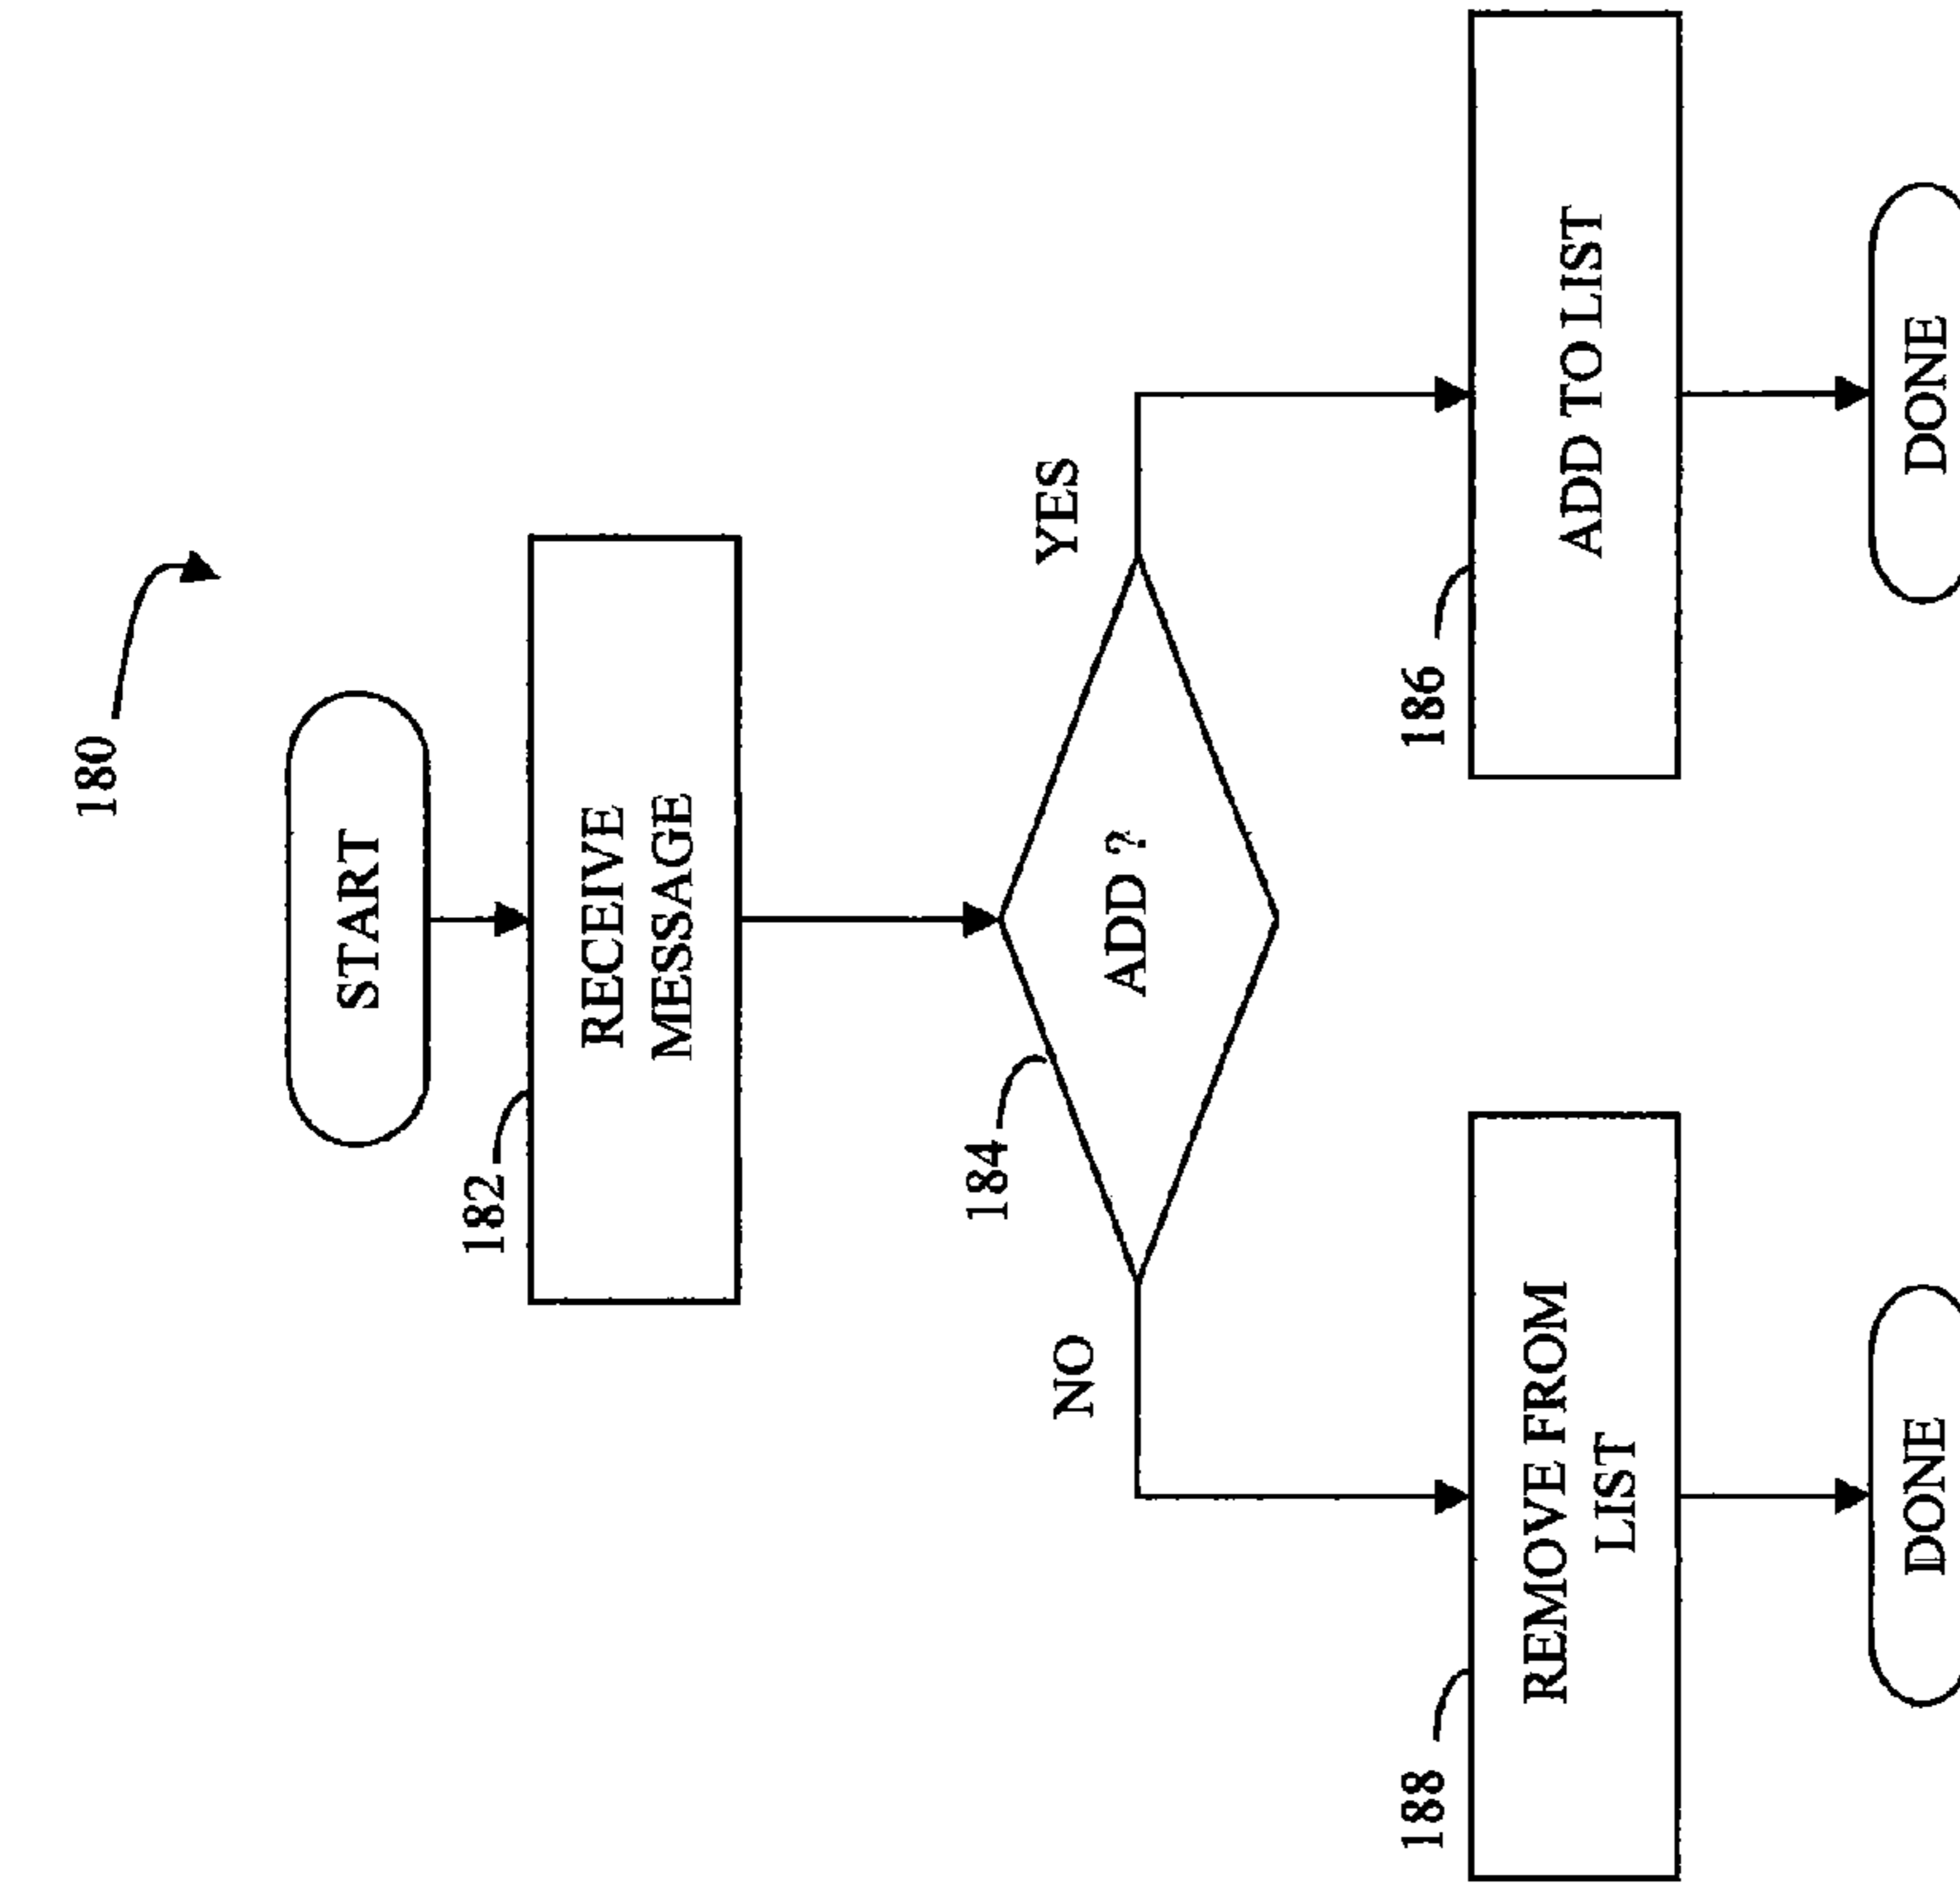 180
START
182
RECEIVE
MESSAGE
184
ADD ?
NO
YES
188
REMOVE FROM
LIST
186
ADD TO LIST
DONE
DONE